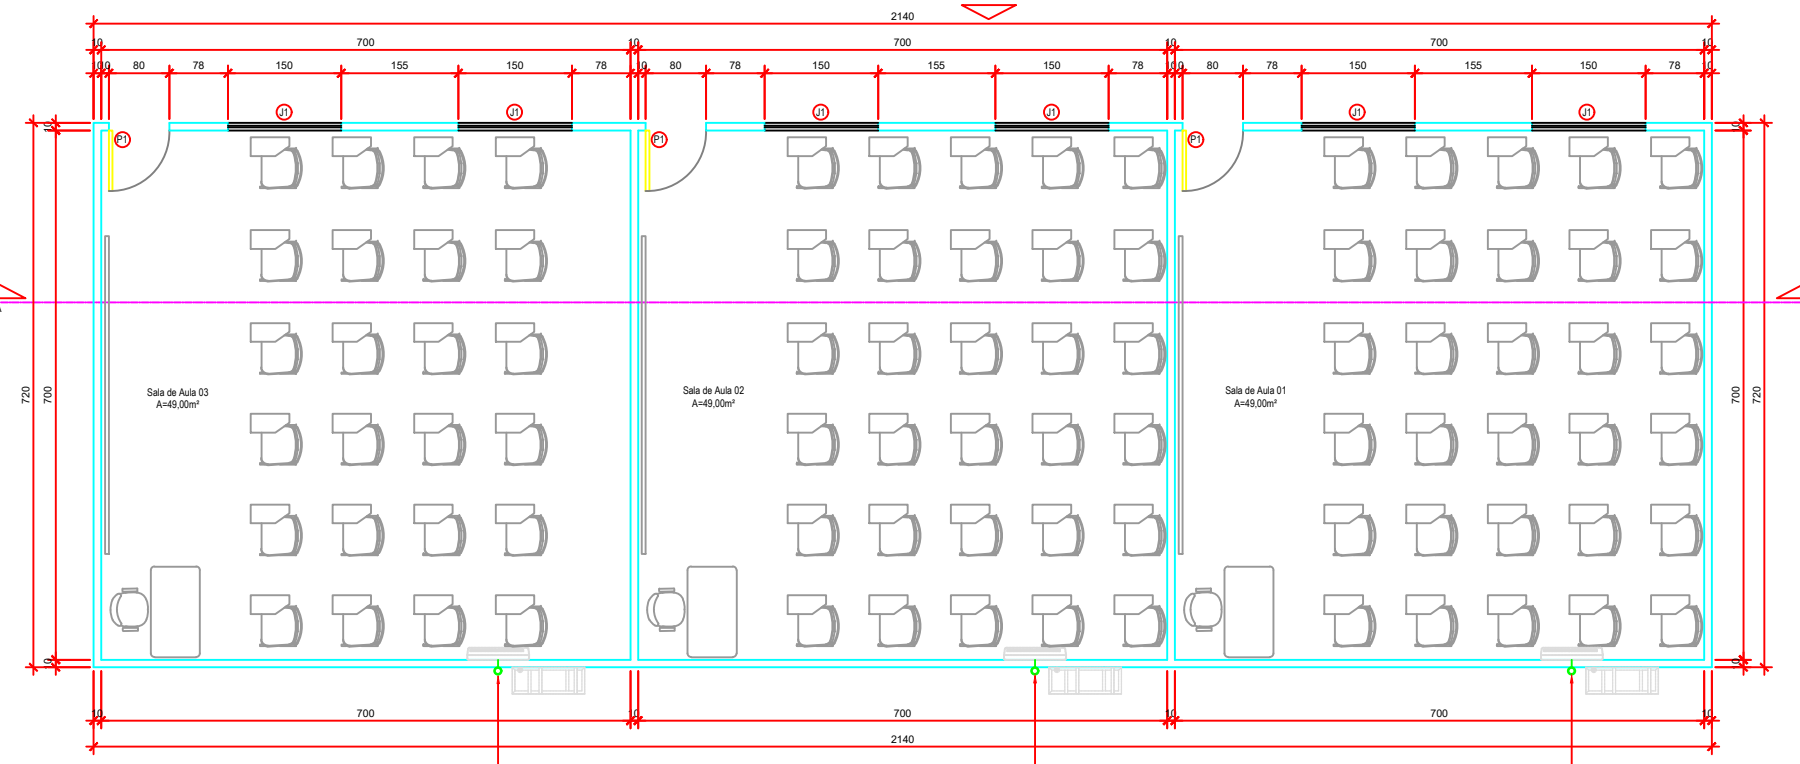 2140
10 700 10 700 10 700 10
10 10 80 78 150 155 150 78 10 80 78 150 155 150 78 10 10 80 78 150 155 150 78 10
J1 J1 J1 J1 J1 J1
10 10
P1 P1 P1
720 700 700 720
Sala de Aula 03
A=49,00m²
Sala de Aula 02
A=49,00m²
Sala de Aula 01
A=49,00m²
10 10
10 700 10 700 10 700 10
2140